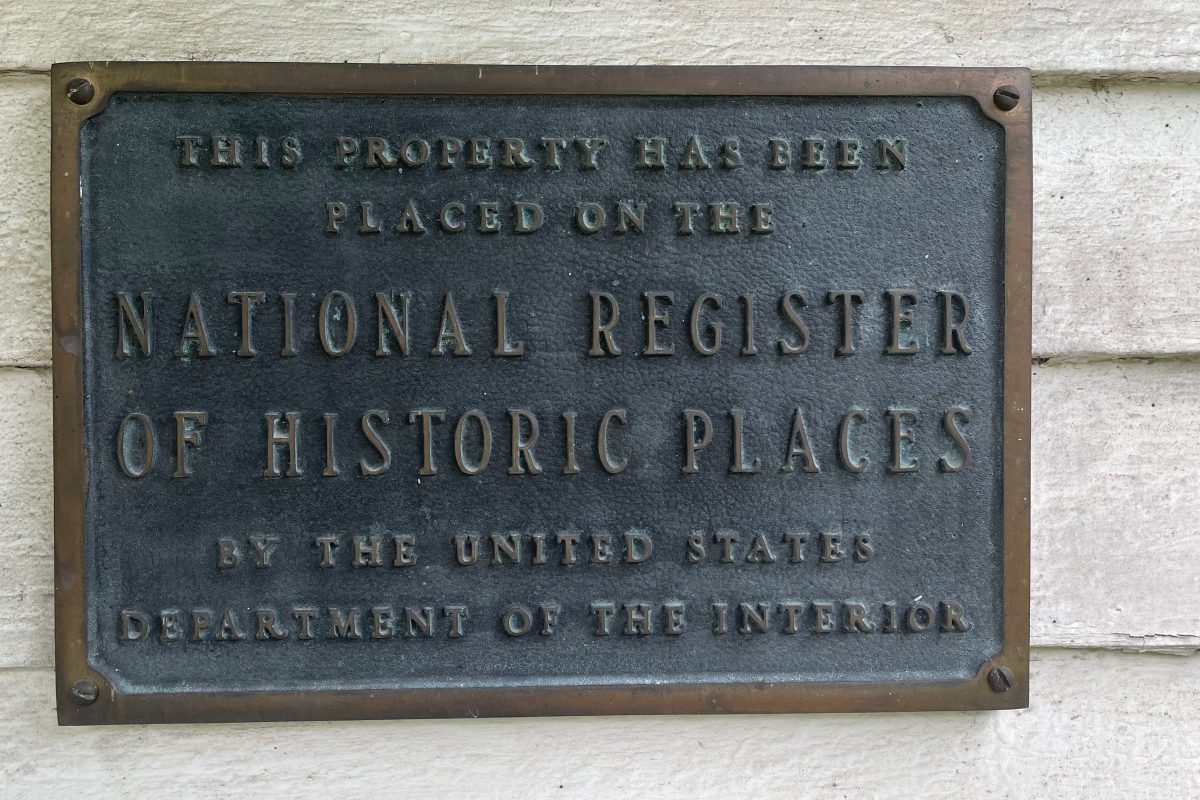 THIS PROPERTY HAS BEEN
PLACED ON THE
NATIONAL REGISTER
OF HISTORIC PLACES
BY THE UNITED STATES
DEPARTMENT OF THE INTERIOR